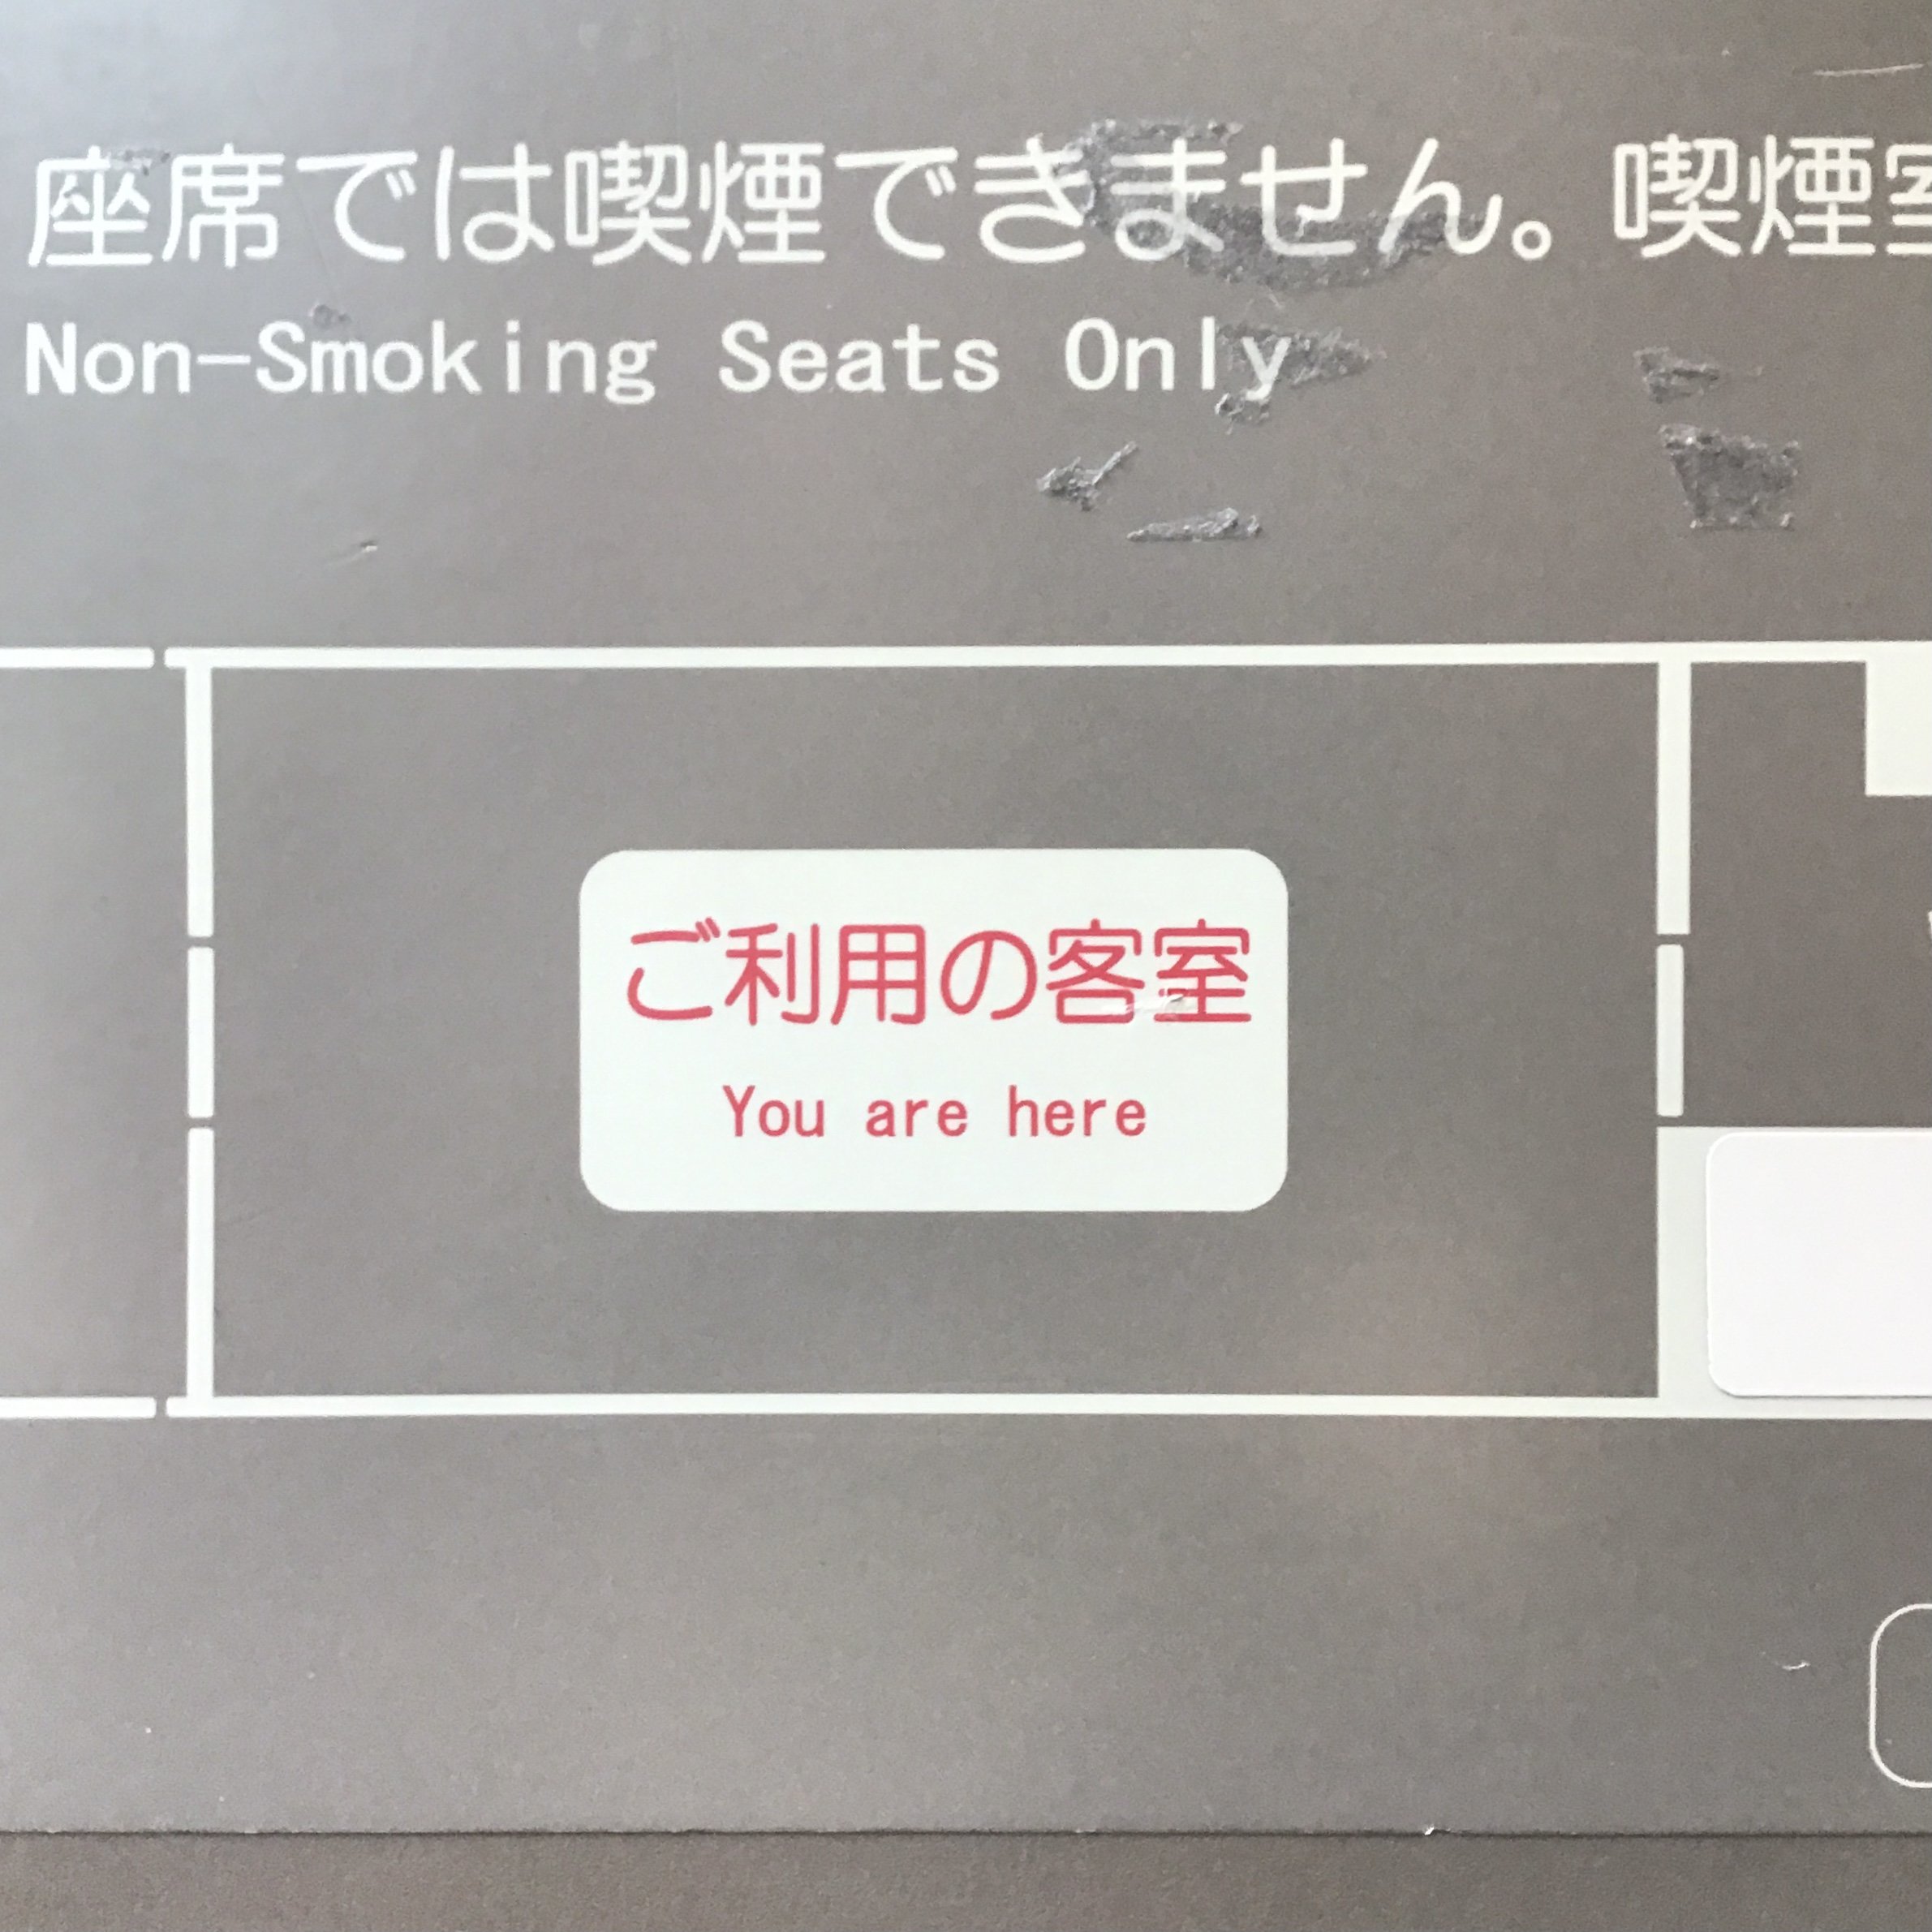 座席では喫煙できません。喫煙室
Non-Smoking Seats Only
ご利用の客室
You are here